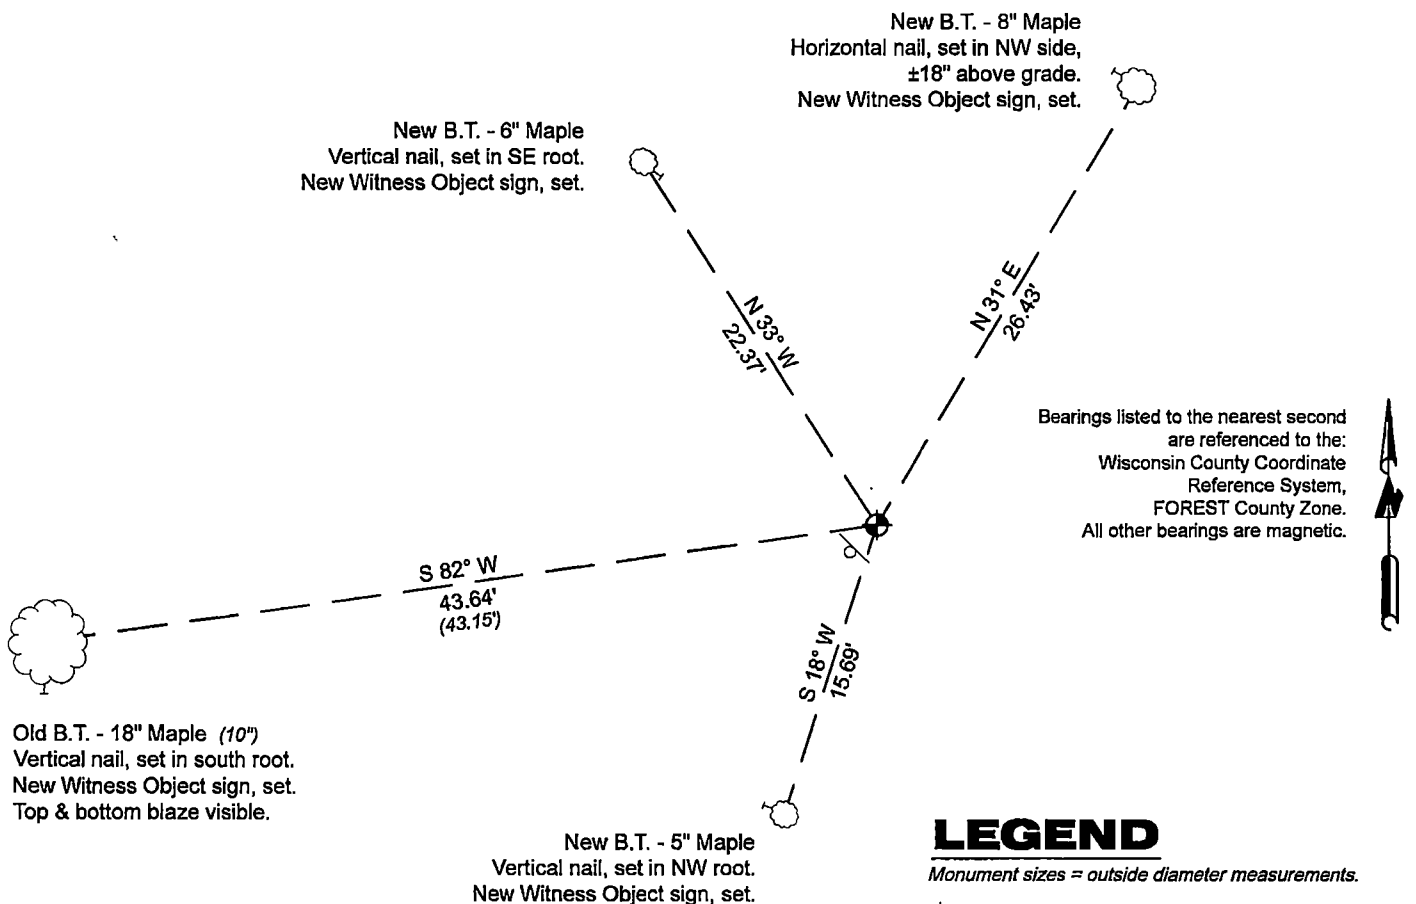 New B.T. - 8" Maple
Horizontal nail, set in NW side,
±18" above grade.
New Witness Object sign, set.
New B.T. - 6" Maple
Vertical nail, set in SE root.
New Witness Object sign, set.
N 33° W
22.37'
N 31° E
26.43'
Bearings listed to the nearest second
are referenced to the:
Wisconsin County Coordinate
Reference System,
FOREST County Zone.
All other bearings are magnetic.
S 82° W
43.64'
(43.15')
S 18° W
15.69'
Old B.T. - 18" Maple (10")
Vertical nail, set in south root.
New Witness Object sign, set.
Top & bottom blaze visible.
New B.T. - 5" Maple
Vertical nail, set in NW root.
New Witness Object sign, set.
LEGEND
Monument sizes = outside diameter measurements.